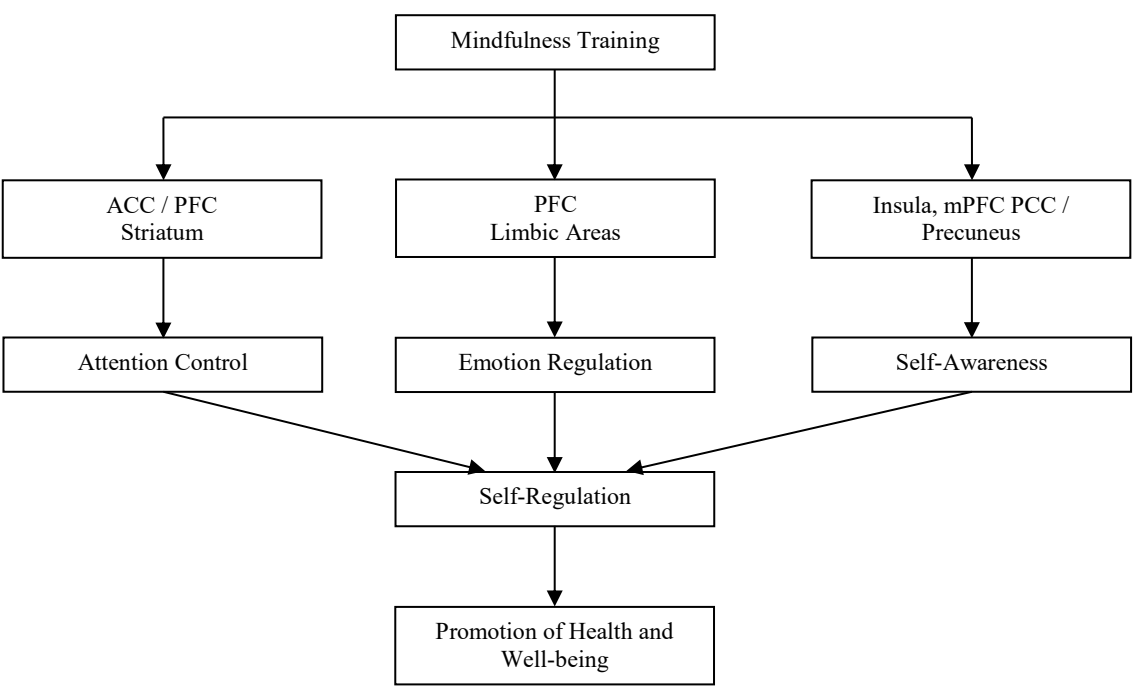 Mindfulness Training
ACC / PFC
Striatum
PFC
Limbic Areas
Insula, mPFC PCC /
Precuneus
Attention Control
Emotion Regulation
Self-Awareness
Self-Regulation
Promotion of Health and
Well-being